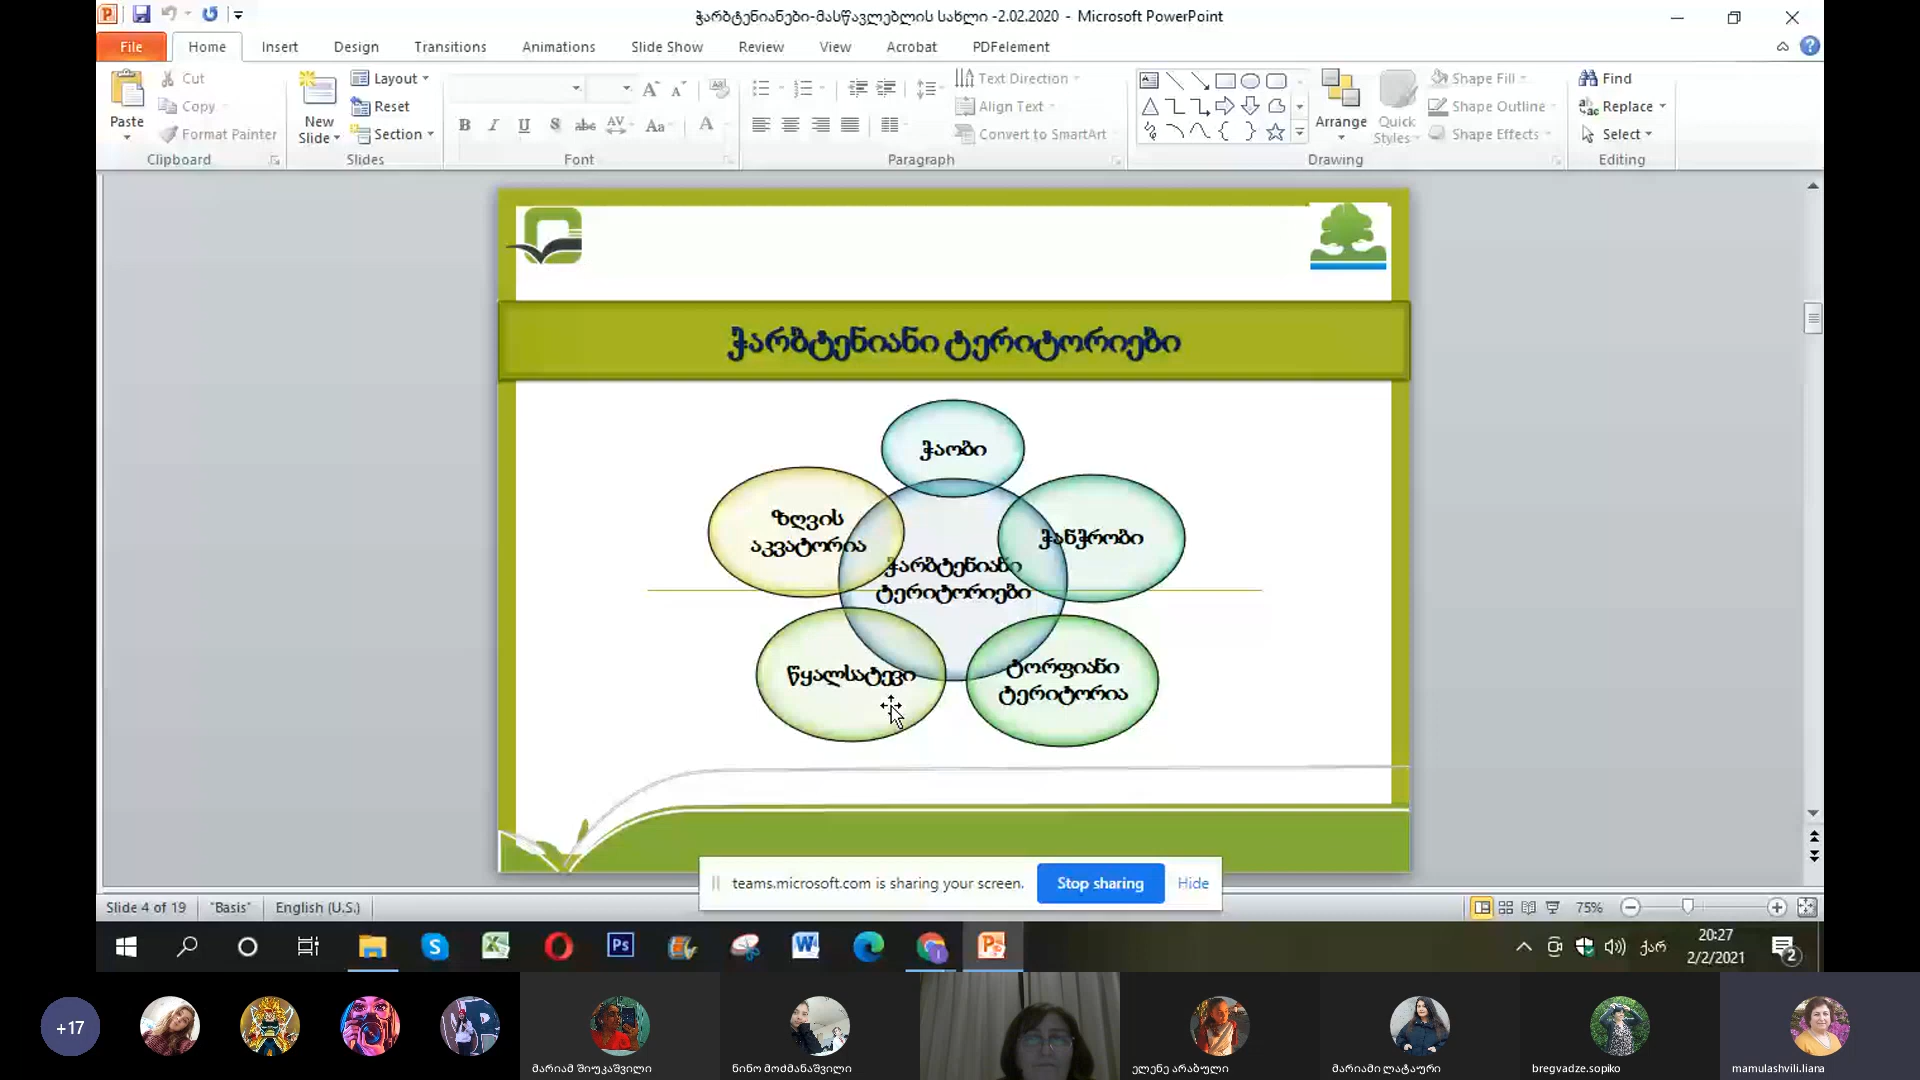 ჭარბტენიანები-მასწავლებლის სახლი -2.02.2020 - Microsoft PowerPoint
File Home Insert Design Transitions Animations Slide Show Review View Acrobat PDFelement
Paste
Cut
Copy
Format Painter
Clipboard
New Slide
Layout
Reset
Section
Slides
Font
Text Direction
Align Text
Convert to SmartArt
Paragraph
Arrange
Quick Styles
Shape Fill
Shape Outline
Shape Effects
Drawing
Find
Replace
Select
Editing
ჭარბტენიანი ტერიტორიები
ჭაობი
ზღვის
აკვატორია
ჭანჭრობი
ჭარბტენიანი
ტერიტორიები
წყალსატევი
ტორფიანი
ტერიტორია
teams.microsoft.com is sharing your screen. Stop sharing Hide
Slide 4 of 19 "Basis" English (U.S.) 75%
ქარ
20:27
2/2/2021
2
+17
მარიამ შიუკაშვილი
ნინო მოძმანაშვილი
ელენე არაბული
მარიამი ლატაური
bregvadze.sopiko
mamulashvili.liana